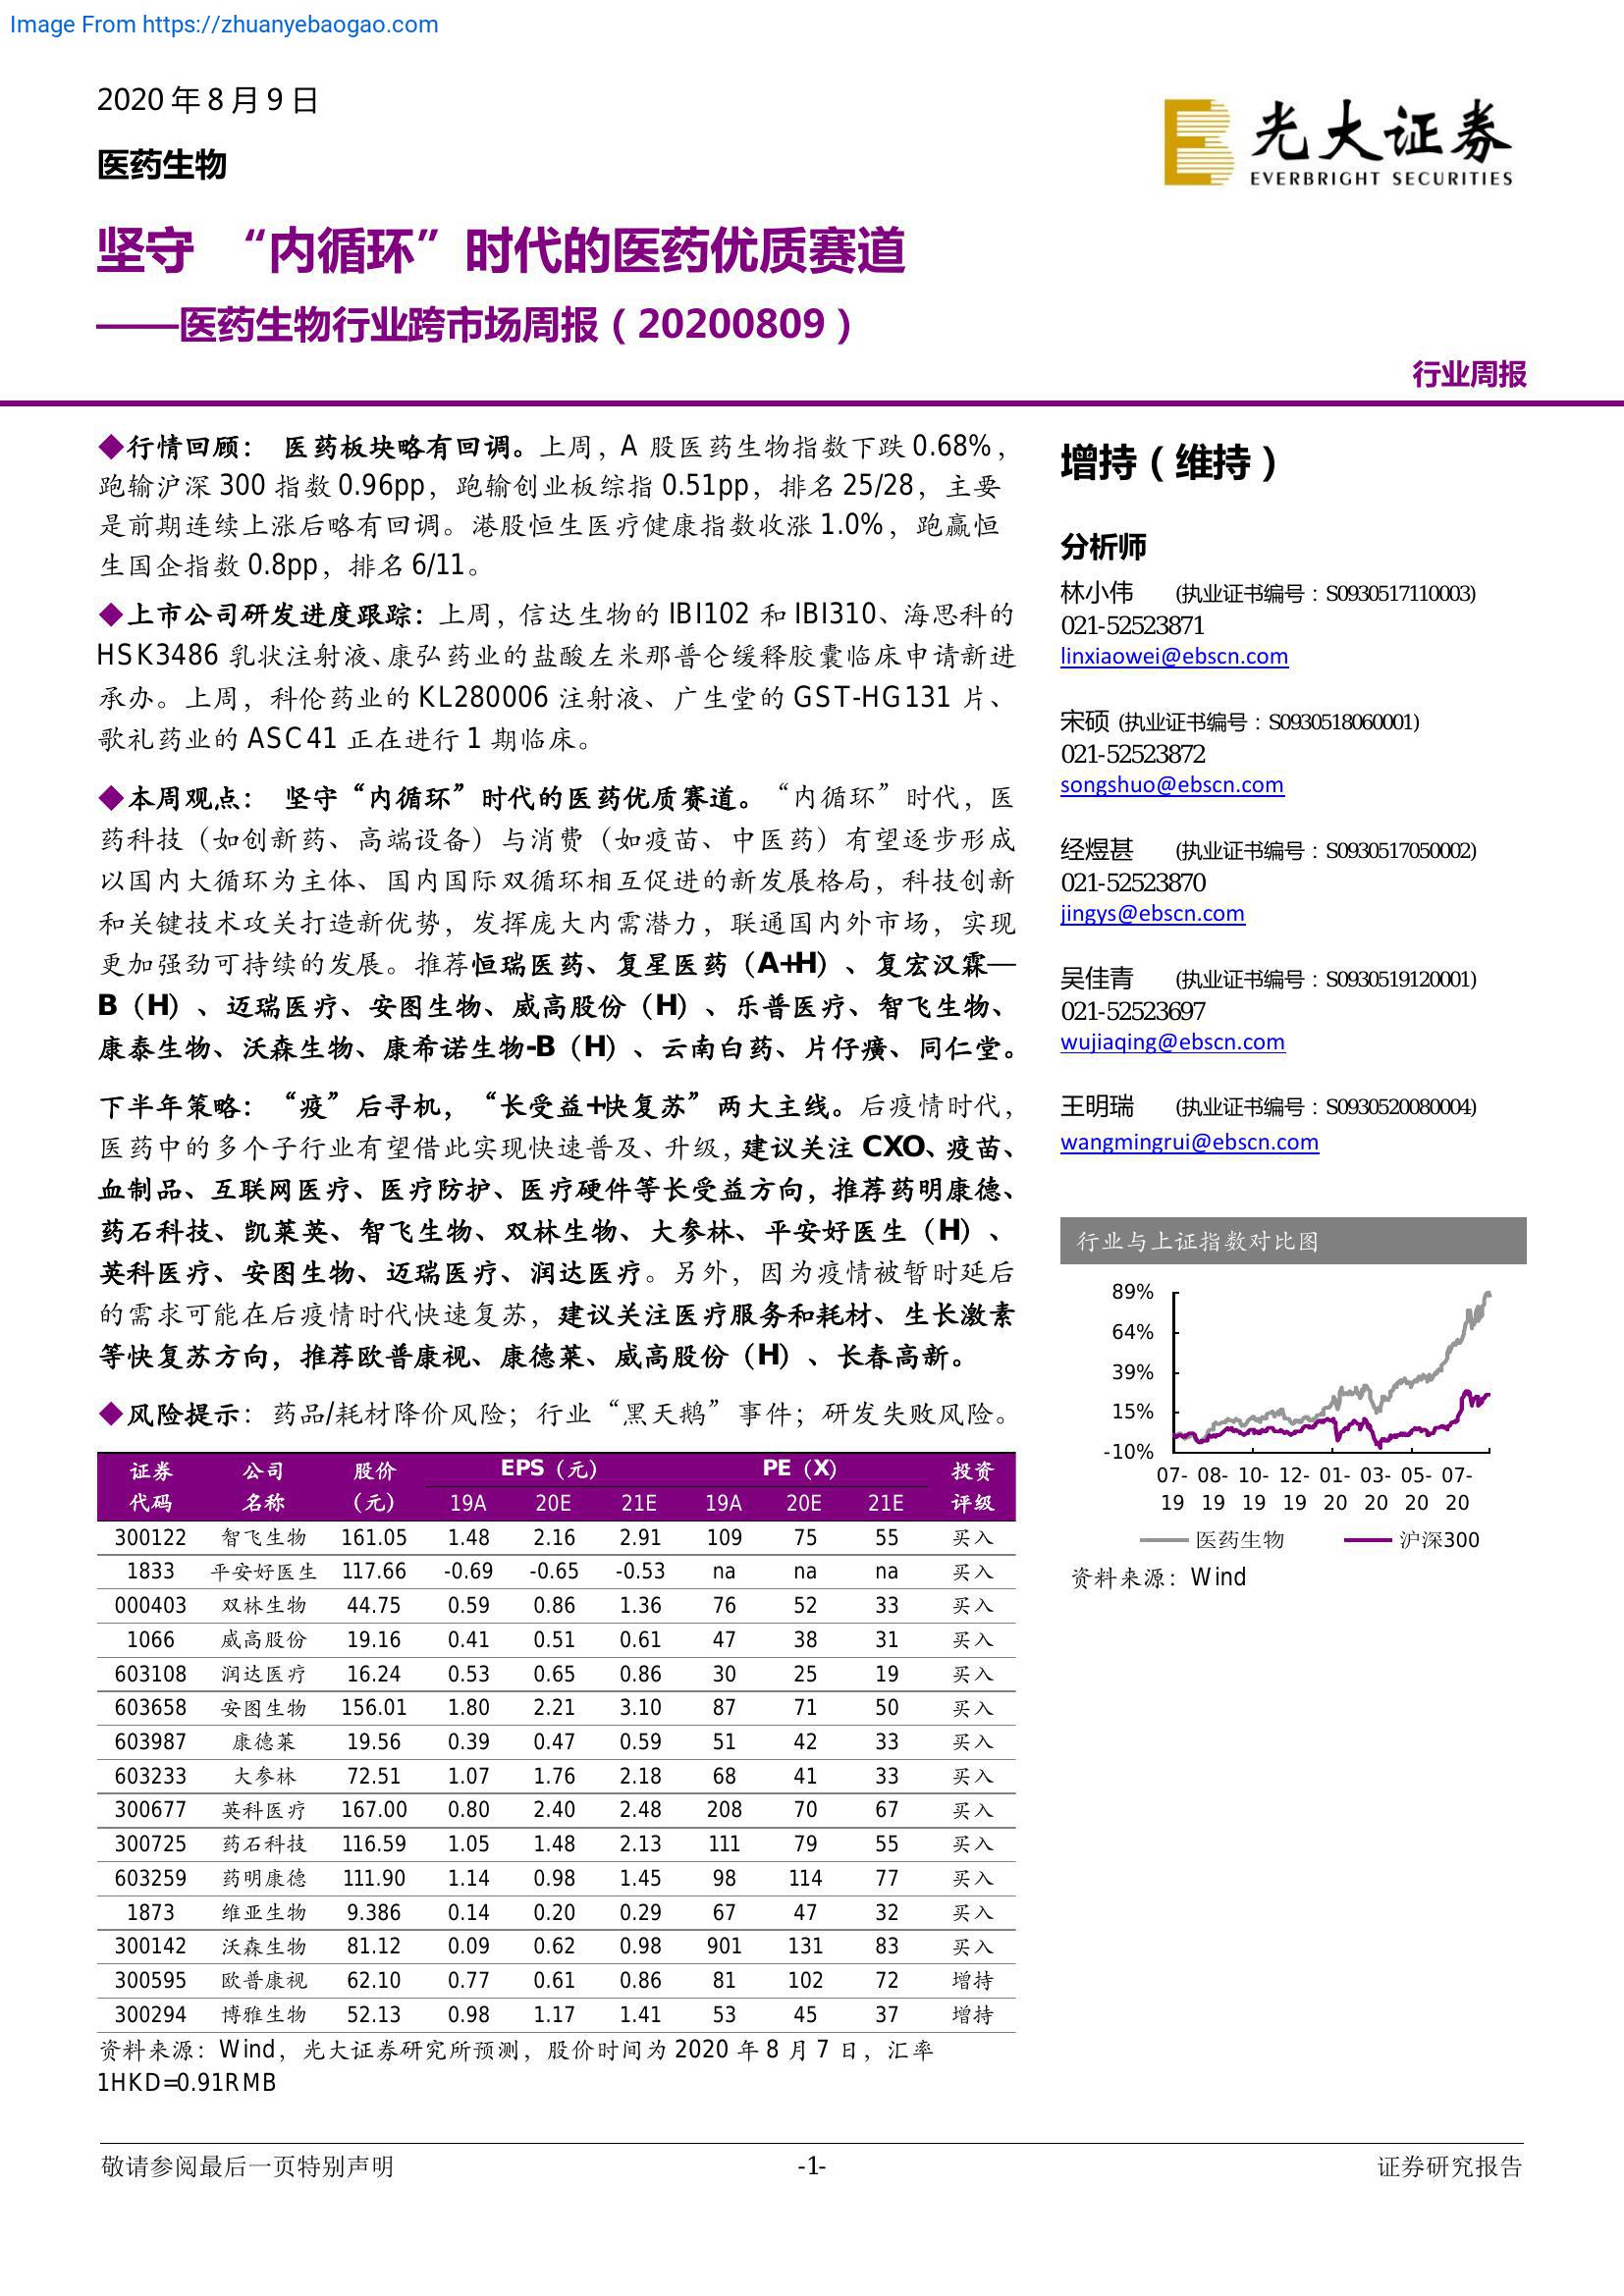 Image From https://zhuanyebaogao.com
2020 年 8 月 9 日
医药生物
光大证券
EVERBRIGHT SECURITIES
坚守 “内循环”时代的医药优质赛道
——医药生物行业跨市场周报(20200809)
行业周报
◆行情回顾： 医药板块略有回调。上周，A 股医药生物指数下跌 0.68%，
跑输沪深 300 指数 0.96pp，跑输创业板综指 0.51pp，排名 25/28，主要
是前期连续上涨后略有回调。港股恒生医疗健康指数收涨 1.0%，跑赢恒
生国企指数 0.8pp，排名 6/11。
◆上市公司研发进度跟踪：上周，信达生物的 IBI102 和 IBI310、海思科的
HSK3486 乳状注射液、康弘药业的盐酸左米那普仑缓释胶囊临床申请新进
承办。上周，科伦药业的 KL280006 注射液、广生堂的 GST-HG131 片、
歌礼药业的 ASC41 正在进行 1 期临床。
◆本周观点： 坚守“内循环”时代的医药优质赛道。“内循环”时代，医
药科技（如创新药、高端设备）与消费（如疫苗、中医药）有望逐步形成
以国内大循环为主体、国内国际双循环相互促进的新发展格局，科技创新
和关键技术攻关打造新优势，发挥庞大内需潜力，联通国内外市场，实现
更加强劲可持续的发展。推荐恒瑞医药、复星医药（A+H）、复宏汉霖—
B（H）、迈瑞医疗、安图生物、威高股份（H）、乐普医疗、智飞生物、
康泰生物、沃森生物、康希诺生物-B（H）、云南白药、片仔癀、同仁堂。
下半年策略：“疫”后寻机，“长受益+快复苏”两大主线。后疫情时代，
医药中的多个子行业有望借此实现快速普及、升级，建议关注 CXO、疫苗、
血制品、互联网医疗、医疗防护、医疗硬件等长受益方向，推荐药明康德、
药石科技、凯莱英、智飞生物、双林生物、大参林、平安好医生（H）、
英科医疗、安图生物、迈瑞医疗、润达医疗。另外，因为疫情被暂时延后
的需求可能在后疫情时代快速复苏，建议关注医疗服务和耗材、生长激素
等快复苏方向，推荐欧普康视、康德莱、威高股份（H）、长春高新。
◆风险提示：药品/耗材降价风险；行业“黑天鹅”事件；研发失败风险。
证券 公司 股价 EPS（元） PE（X） 投资
代码 名称 （元） 19A 20E 21E 19A 20E 21E 评级
300122 智飞生物 161.05 1.48 2.16 2.91 109 75 55 买入
1833 平安好医生 117.66 -0.69 -0.65 -0.53 na na na 买入
000403 双林生物 44.75 0.59 0.86 1.36 76 52 33 买入
1066 威高股份 19.16 0.41 0.51 0.61 47 38 31 买入
603108 润达医疗 16.24 0.53 0.65 0.86 30 25 19 买入
603658 安图生物 156.01 1.80 2.21 3.10 87 71 50 买入
603987 康德莱 19.56 0.39 0.47 0.59 51 42 33 买入
603233 大参林 72.51 1.07 1.76 2.18 68 41 33 买入
300677 英科医疗 167.00 0.80 2.40 2.48 208 70 67 买入
300725 药石科技 116.59 1.05 1.48 2.13 111 79 55 买入
603259 药明康德 111.90 1.14 0.98 1.45 98 114 77 买入
1873 维亚生物 9.386 0.14 0.20 0.29 67 47 32 买入
300142 沃森生物 81.12 0.09 0.62 0.98 901 131 83 买入
300595 欧普康视 62.10 0.77 0.61 0.86 81 102 72 增持
300294 博雅生物 52.13 0.98 1.17 1.41 53 45 37 增持
资料来源：Wind，光大证券研究所预测，股价时间为 2020 年 8 月 7 日，汇率
1HKD=0.91RMB
增持(维持)
分析师
林小伟 (执业证书编号：S0930517110003)
021-52523871
linxiaowei@ebscn.com
宋硕 (执业证书编号：S0930518060001)
021-52523872
songshuo@ebscn.com
经煜甚 (执业证书编号：S0930517050002)
021-52523870
jingys@ebscn.com
吴佳青 (执业证书编号：S0930519120001)
021-52523697
wujiaqing@ebscn.com
王明瑞 (执业证书编号：S0930520080004)
wangmingrui@ebscn.com
行业与上证指数对比图
89%
64%
39%
15%
-10%
07- 08- 10- 12- 01- 03- 05- 07-
19 19 19 19 20 20 20 20
医药生物 沪深300
资料来源：Wind
敬请参阅最后一页特别声明 -1- 证券研究报告